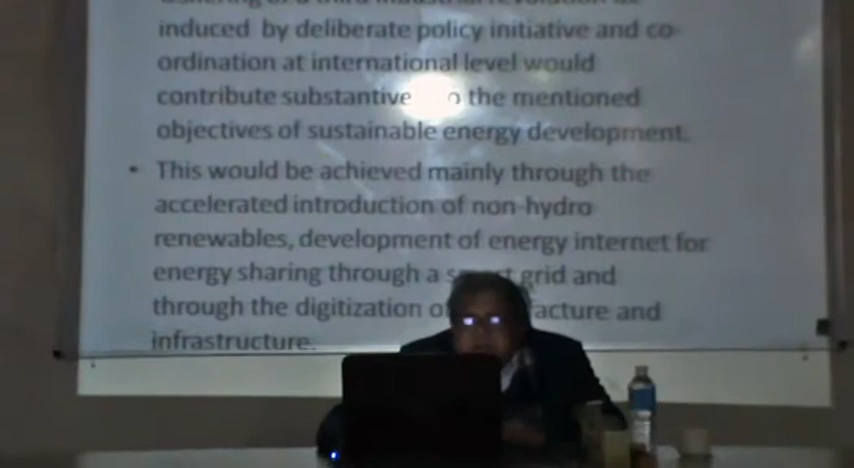 induced by deliberate policy initiative and co-
ordination at international level would
contribute substantive the mentioned
objectives of sustainable energy development.
• This would be achieved mainly through the
accelerated introduction of non-hydro
renewables, development of energy internet for
energy sharing through a grid and
through the digitization and
infrastructure.